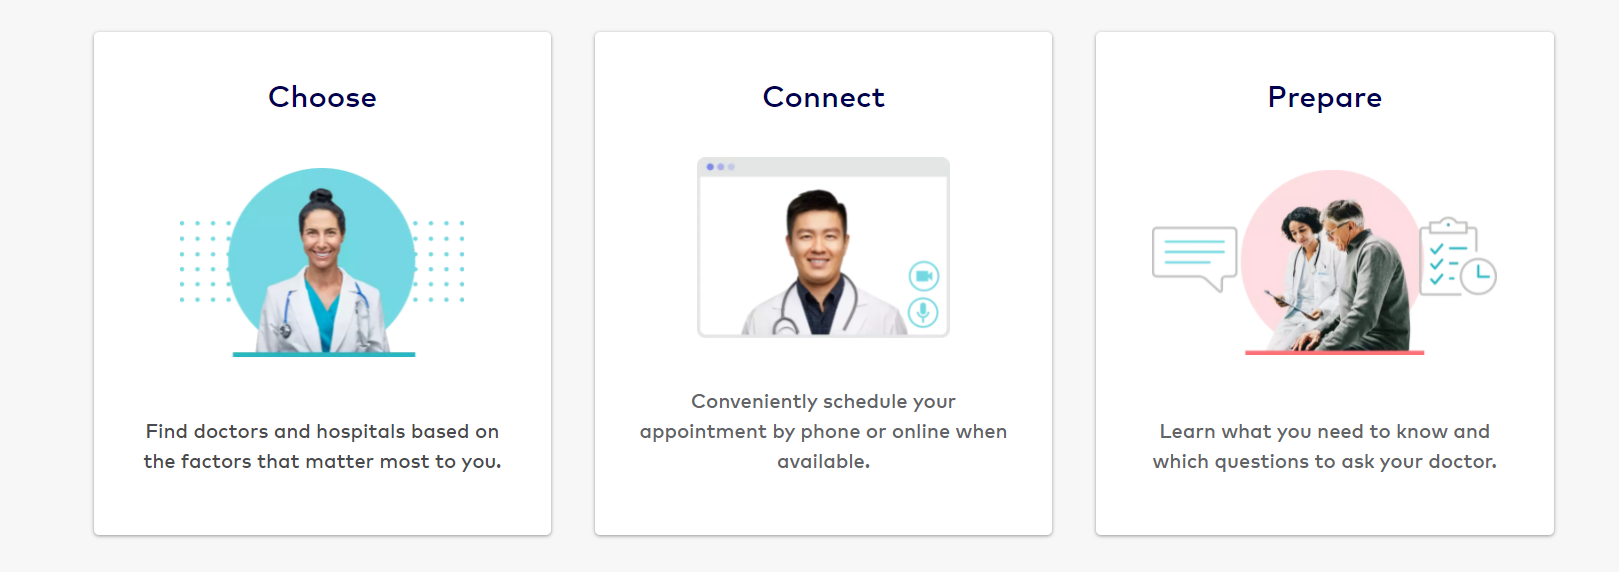 Choose
Find doctors and hospitals based on
the factors that matter most to you.
Connect
Conveniently schedule your
appointment by phone or online when
available.
Prepare
Learn what you need to know and
which questions to ask your doctor.